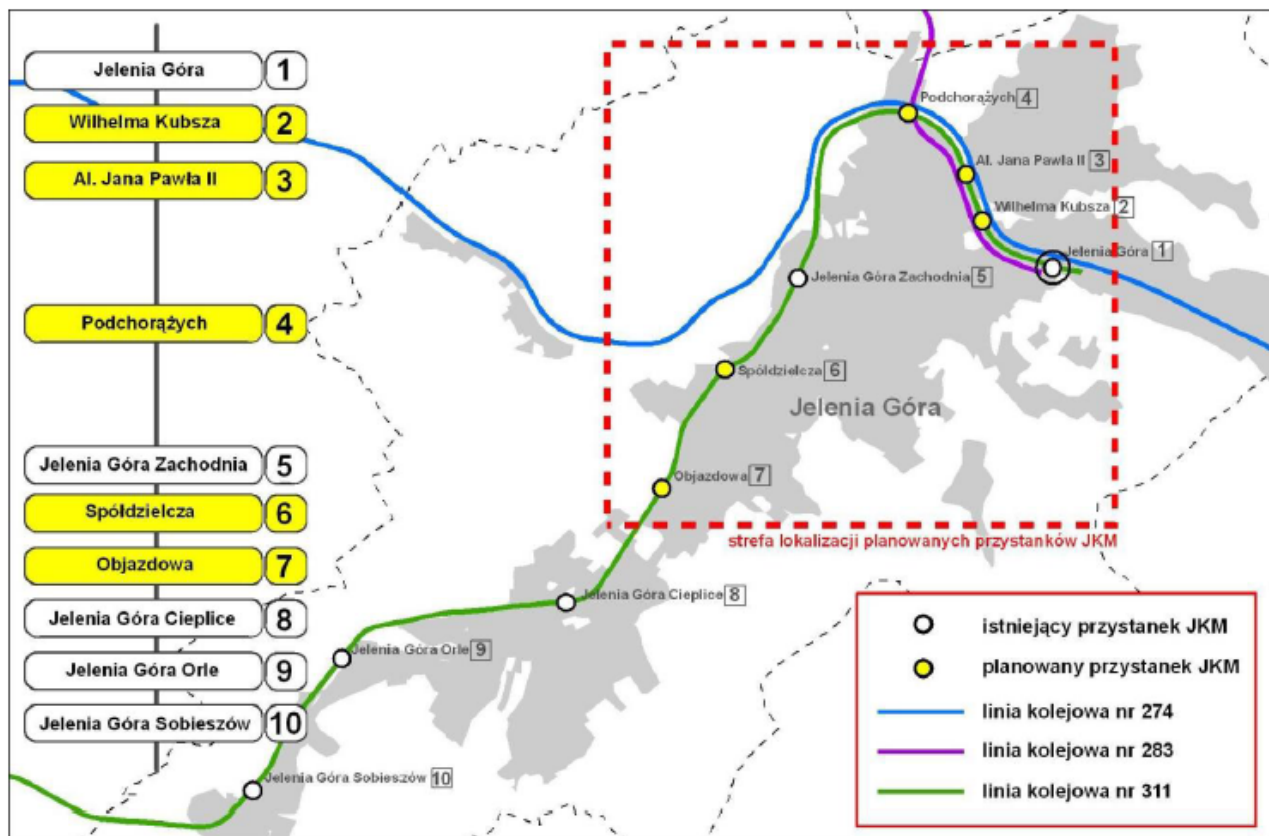 Jelenia Góra 1
Wilhelma Kubsza 2
Al. Jana Pawła II 3
Podchorążych 4
Jelenia Góra Zachodnia 5
Spółdzielcza 6
Objazdowa 7
Jelenia Góra Cieplice 8
Jelenia Góra Orle 9
Jelenia Góra Sobieszów 10
Podchorążych 4
Al. Jana Pawła II 3
Wilhelma Kubsza 2
Jelenia Góra 1
Jelenia Góra Zachodnia 5
Spółdzielcza 6
Jelenia Góra
Objazdowa 7
strefa lokalizacji planowanych przystanków JKM
Jelenia Góra Cieplice 8
Jelenia Góra Orle 9
Jelenia Góra Sobieszów 10
istniejący przystanek JKM
planowany przystanek JKM
linia kolejowa nr 274
linia kolejowa nr 283
linia kolejowa nr 311